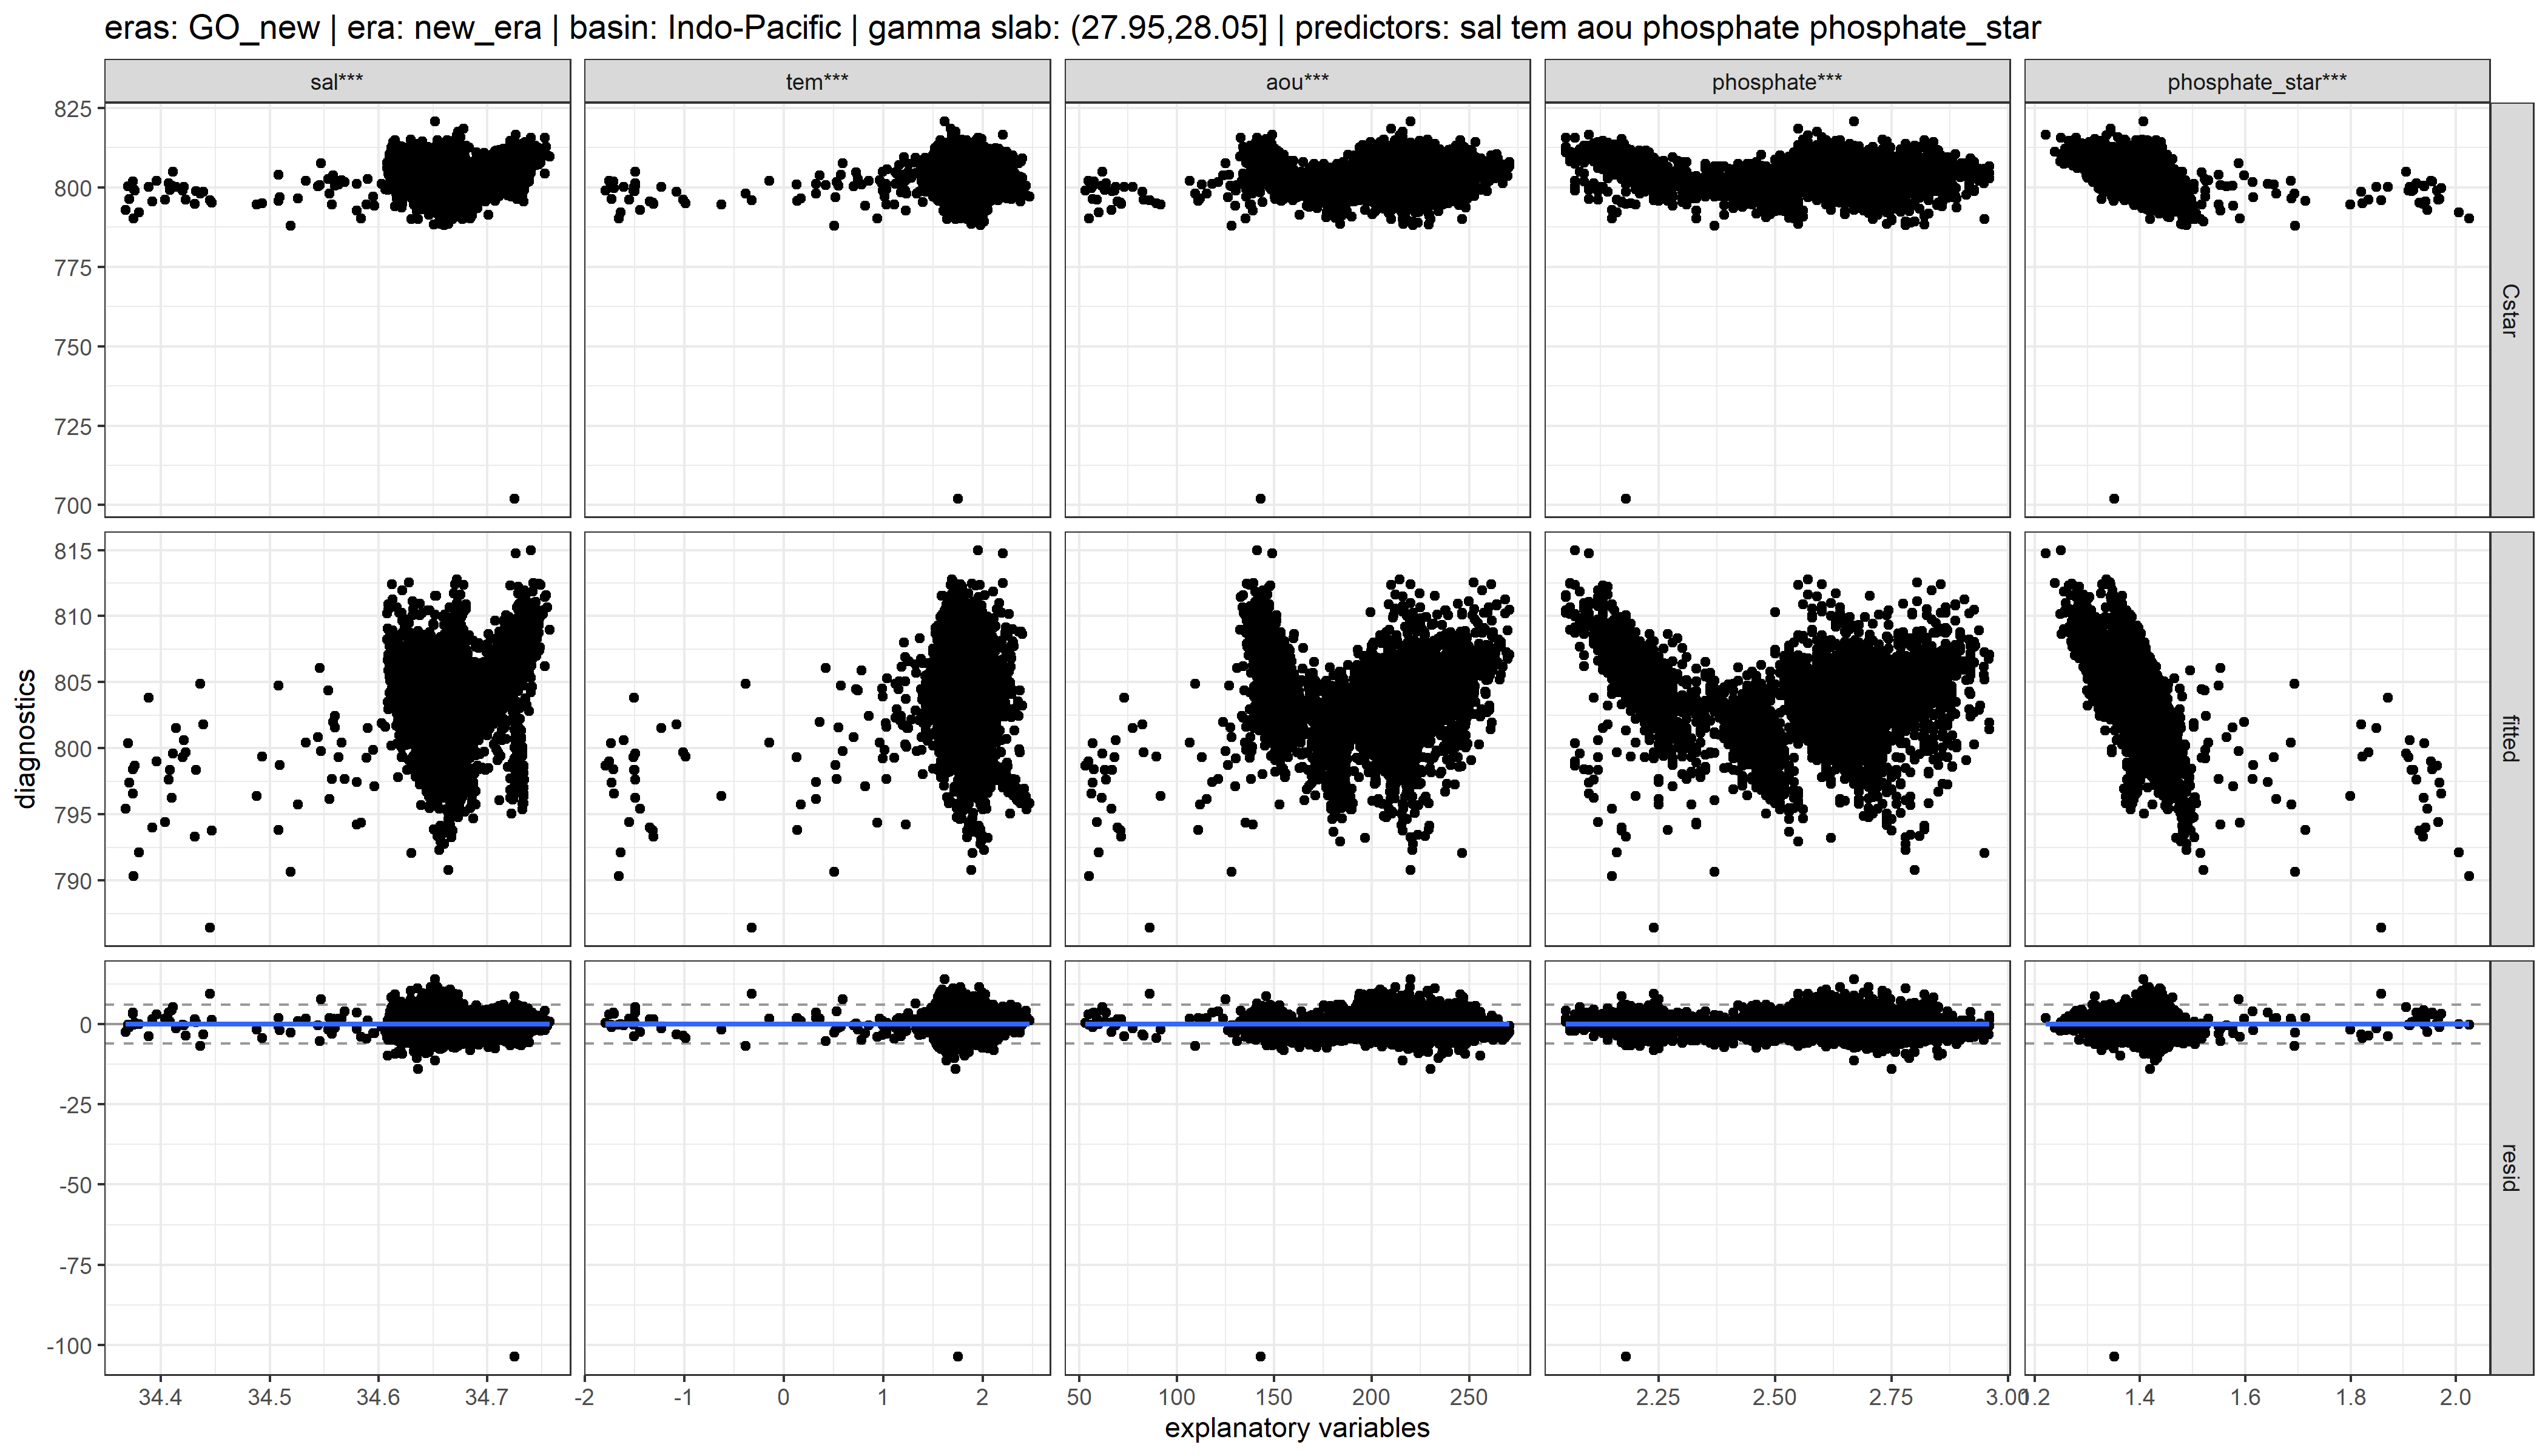 eras: GO_new | era: new_era | basin: Indo-Pacific | gamma slab: (27.95,28.05] | predictors: sal tem aou phosphate phosphate_star
sal*** tem*** aou*** phosphate*** phosphate_star***
825
800
775
750
725
700
Cstar
815
810
805
800
795
790
fitted
diagnostics
0
-25
-50
-75
-100
resid
34.4 34.5 34.6 34.7 -2 -1 0 1 2 50 100 150 200 250 2.25 2.50 2.75 3.00 1.2 1.4 1.6 1.8 2.0
explanatory variables